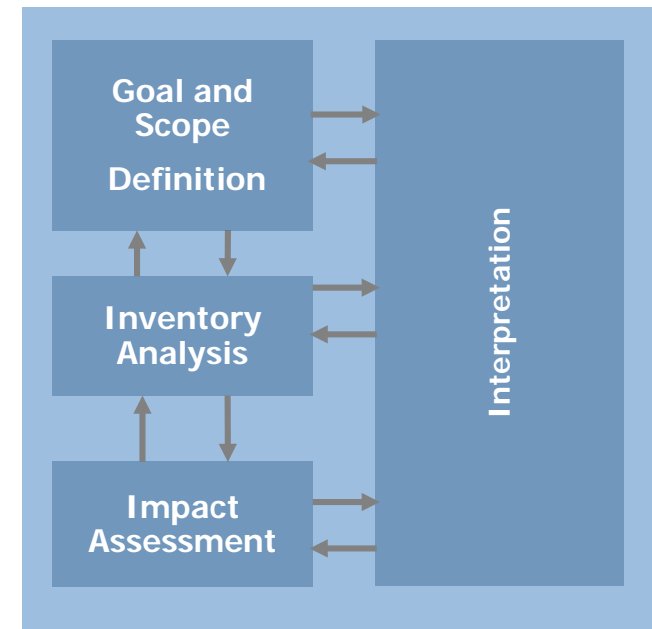 Goal and
Scope
Definition
Inventory
Analysis
Impact
Assessment
Interpretation